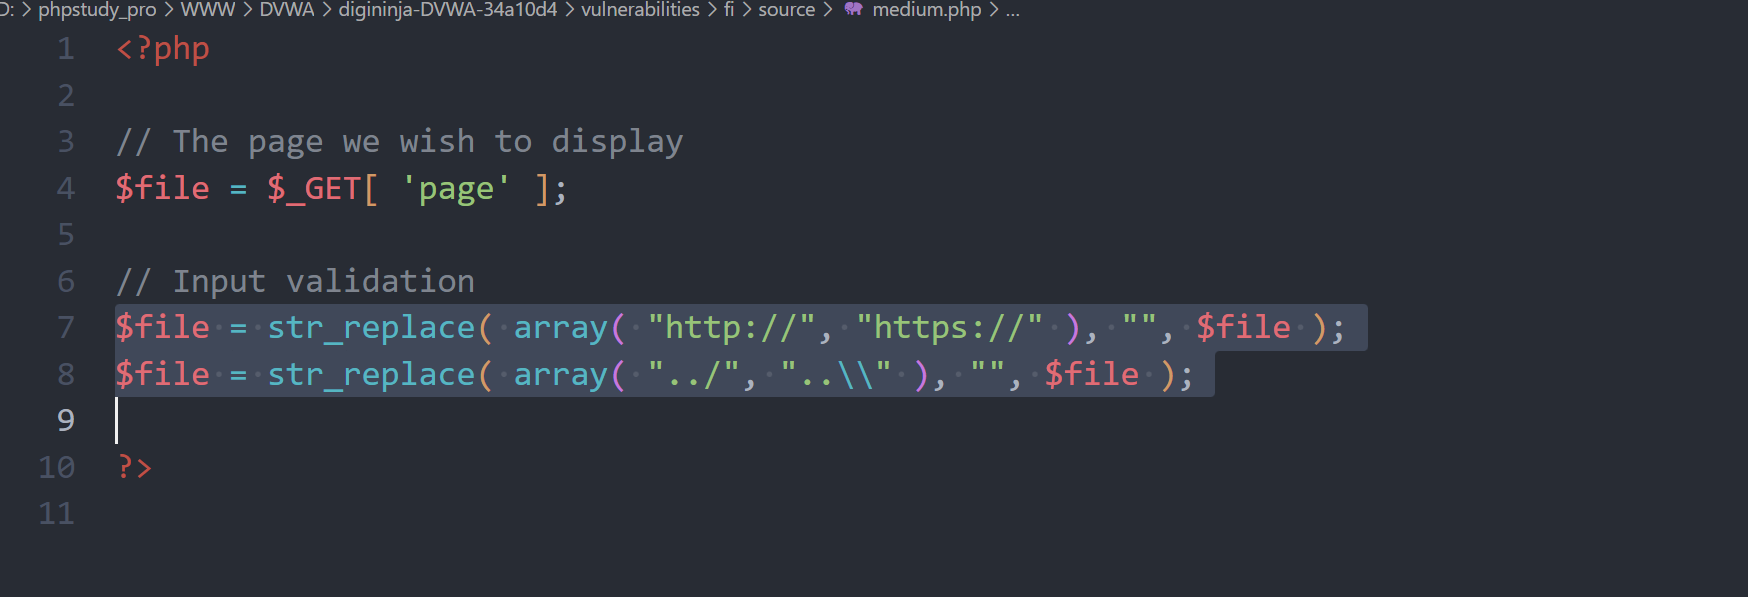 D: > phpstudy_pro > WWW > DVWA > digininja-DVWA-34a10d4 > vulnerabilities > fi > source > medium.php > ...
1 <?php
2
3 // The page we wish to display
4 $file = $_GET[ 'page' ];
5
6 // Input validation
7 $file = str_replace( array( "http://", "https://" ), "", $file );
8 $file = str_replace( array( "../", "..\\" ), "", $file );
9
10 ?>
11